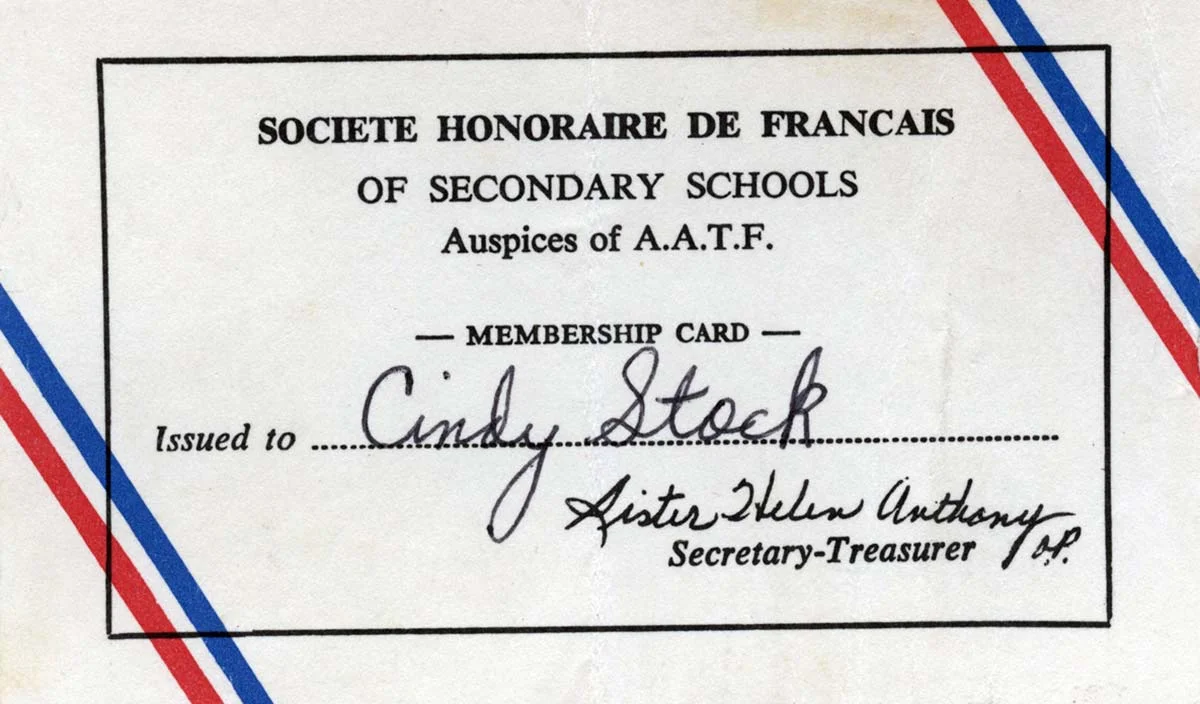 SOCIETE HONORAIRE DE FRANCAIS
OF SECONDARY SCHOOLS
Auspices of A.A.T.F.
— MEMBERSHIP CARD —
Issued to Cindy Stock
Sister Helen Anthony O.P.
Secretary-Treasurer